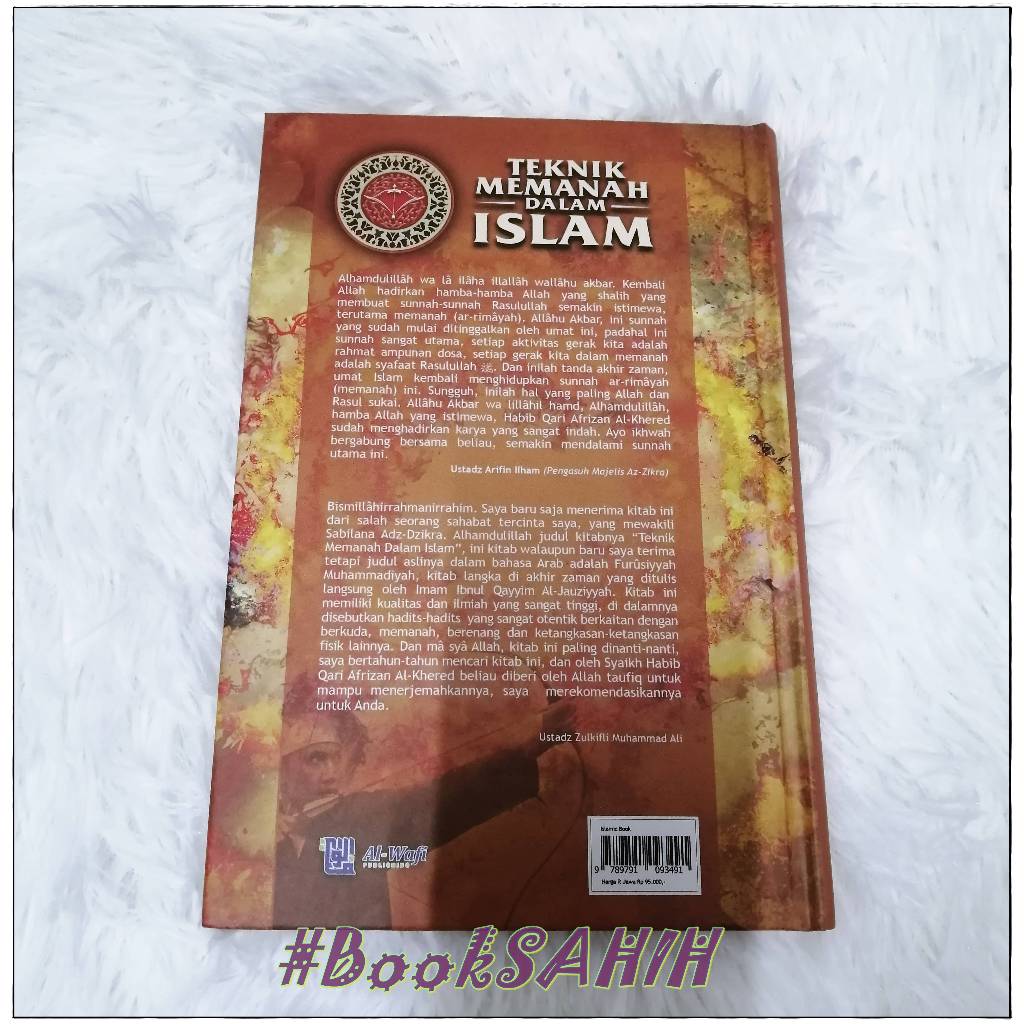 TEKNIK
MEMANAH
DALAM
ISLAM
Alhamdulillâh wa lâ ilâha illallâh wallâhu akbar. Kembali
Allah hadirkan hamba-hamba Allah yang shalih yang
membuat sunnah-sunnah Rasulullah semakin istimewa,
terutama memanah (ar-rimâyah). Allâhu Akbar, ini sunnah
yang sudah mulai ditinggalkan oleh umat ini, padahal ini
sunnah sangat utama, setiap aktivitas gerak kita adalah
rahmat ampunan dosa, setiap gerak kita dalam memanah
adalah syafaat Rasulullah ﷺ. Dan inilah tanda akhir zaman,
umat Islam kembali menghidupkan sunnah ar-rimâyah
(memanah) ini. Sungguh, inilah hal yang paling Allah dan
Rasul sukai. Allâhu Akbar wa lillâhil hamd, Alhamdulillâh,
hamba Allah yang istimewa, Habib Qari Afrizan Al-Khered
sudah menghadirkan karya yang sangat indah. Ayo ikhwah
bergabung bersama beliau, semakin mendalami sunnah
utama ini.
Ustadz Arifin Ilham (Pengasuh Majelis Az-Zikra)
Bismillâhirrahmanirrahim. Saya baru saja menerima kitab ini
dari salah seorang sahabat tercinta saya, yang mewakili
Sabilana Adz-Dzikra. Alhamdulillah judul kitabnya “Teknik
Memanah Dalam Islam”, ini kitab walaupun baru saya terima
tetapi judul aslinya dalam bahasa Arab adalah Furûsiyyah
Muhammadiyah, kitab langka di akhir zaman yang ditulis
langsung oleh Imam Ibnul Qayyim Al-Jauziyyah. Kitab ini
memiliki kualitas dan ilmiah yang sangat tinggi, di dalamnya
disebutkan hadits-hadits yang sangat otentik berkaitan dengan
berkuda, memanah, berenang dan ketangkasan-ketangkasan
fisik lainnya. Dan mâ syâ Allah, kitab ini paling dinanti-nanti,
saya bertahun-tahun mencari kitab ini, dan oleh Syaikh Habib
Qari Afrizan Al-Khered beliau diberi oleh Allah taufiq untuk
mampu menerjemahkannya, saya merekomendasikannya
untuk Anda.
Ustadz Zulkifli Muhammad Ali
Al-Wafi
PUBLISHING
Islamic Book
9 789791 093491
Harga P. Jawa Rp 95.000,-
#BookSAHIH